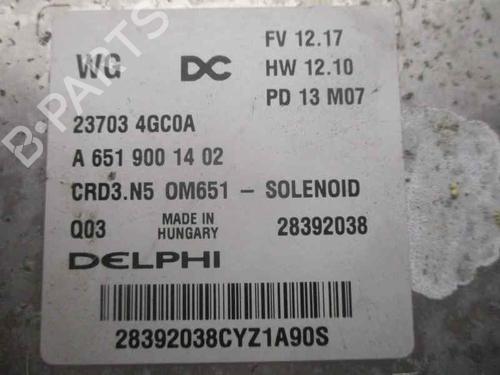 WG DC FV 12.17
HW 12.10
PD 13 M07
23703 4GC0A
A 651 900 14 02
CRD3.N5 OM651 - SOLENOID
Q03 MADE IN HUNGARY 28392038
DELPHI
28392038CYZ1A90S
B-PARTS